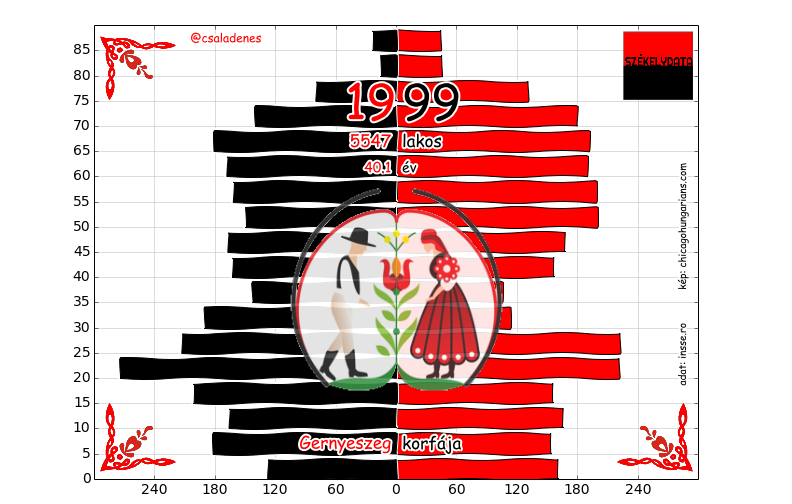 @csaladenes
SZÉKELYDATA
1999
5547 lakos
40.1 év
kép: chicagohungarians.com
adat: insse.ro
Gernyeszeg korfája
85
80
75
70
65
60
55
50
45
40
35
30
25
20
15
10
5
0
240 180 120 60 0 60 120 180 240